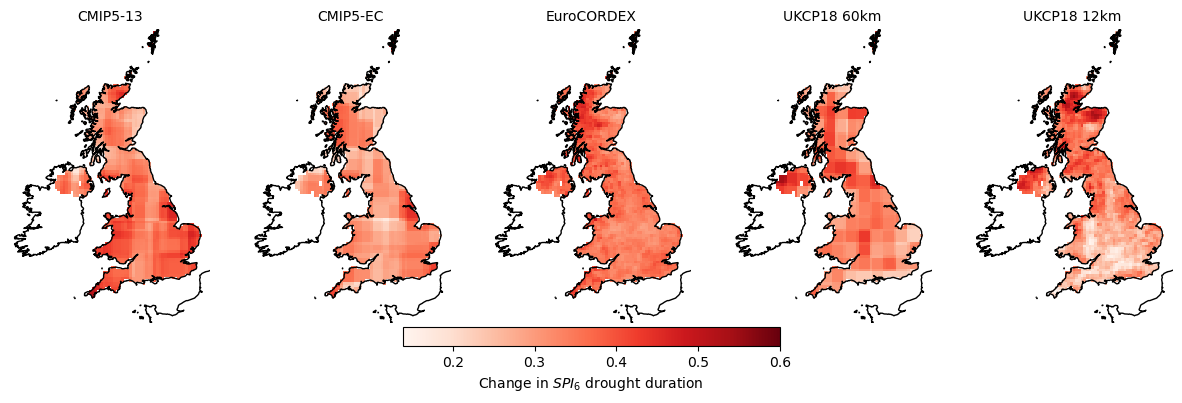 CMIP5-13 CMIP5-EC EuroCORDEX UKCP18 60km UKCP18 12km
0.2 0.3 0.4 0.5 0.6
Change in SPI₆ drought duration